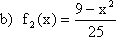 b) f₂(x) = (9 − x²)/25